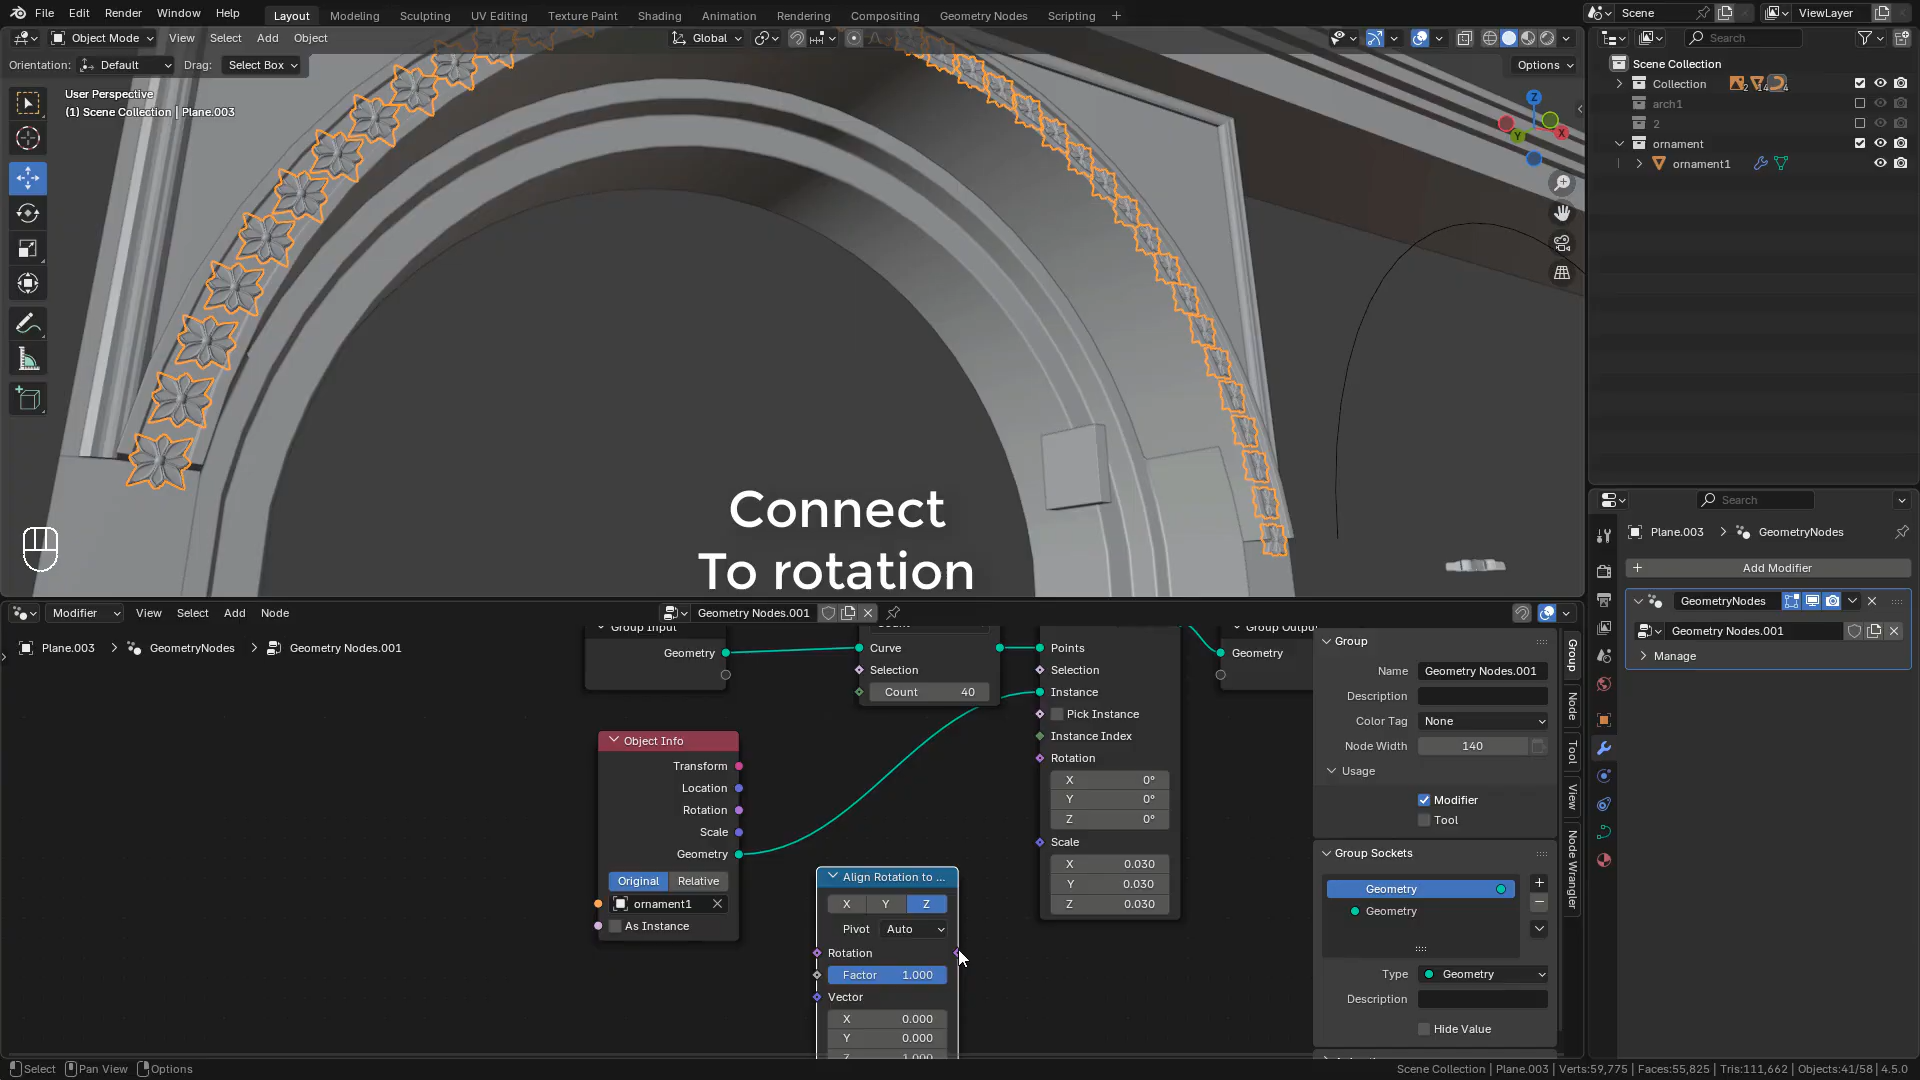 File Edit Render Window Help
Layout Modeling Sculpting UV Editing Texture Paint Shading Animation Rendering Compositing Geometry Nodes Scripting +
Scene
ViewLayer
Object Mode View Select Add Object
Global
Search
Orientation: Default Drag: Select Box
Options
Scene Collection
User Perspective
(1) Scene Collection | Plane.003
Collection
arch1
2
ornament
ornament1
Z
X
Y
Connect
To rotation
Search
Plane.003 > GeometryNodes
+ Add Modifier
GeometryNodes
Geometry Nodes.001
Manage
Modifier View Select Add Node
Geometry Nodes.001
Plane.003 > GeometryNodes > Geometry Nodes.001
Group Input
Geometry
Curve
Selection
Count 40
Points
Selection
Instance
Pick Instance
Instance Index
Rotation
X 0°
Y 0°
Z 0°
Scale
X 0.030
Y 0.030
Z 0.030
Group Output
Geometry
Object Info
Transform
Location
Rotation
Scale
Geometry
Original Relative
ornament1
As Instance
Align Rotation to ...
X Y Z
Pivot Auto
Rotation
Factor 1.000
Vector
X 0.000
Y 0.000
Z 1.000
Group
Name Geometry Nodes.001
Description
Color Tag None
Node Width 140
Usage
Modifier
Tool
Group Sockets
Geometry
Geometry
Type Geometry
Description
Hide Value
Group
Node
Tool
View
Node Wrangler
Select Pan View Options
Scene Collection | Plane.003 | Verts:59,775 | Faces:55,825 | Tris:111,662 | Objects:41/58 | 4.5.0